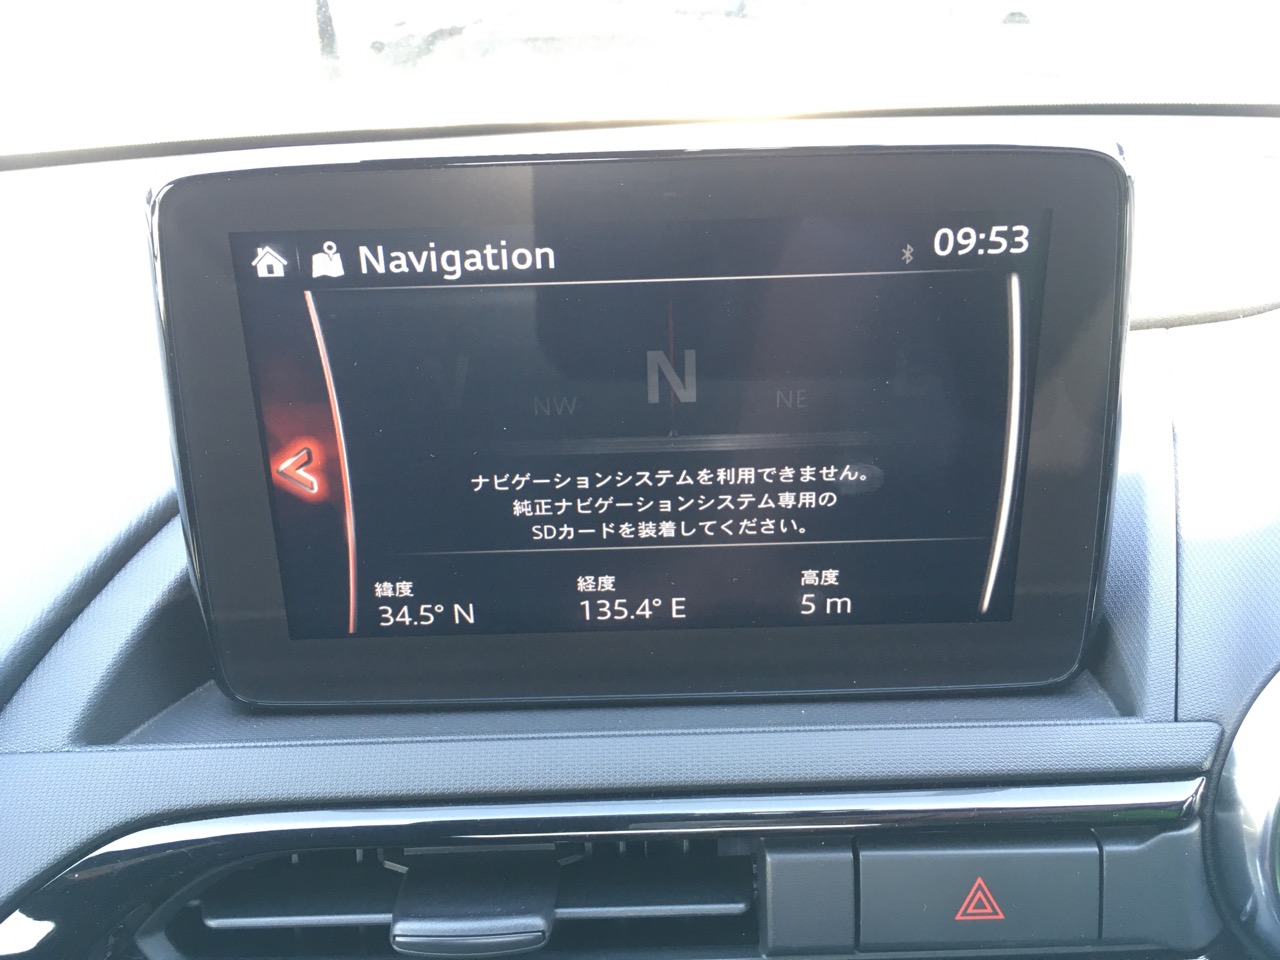 Navigation
09:53
N
NW
NE
ナビゲーションシステムを利用できません。
純正ナビゲーションシステム専用の
SDカードを装着してください。
緯度 経度 高度
34.5° N 135.4° E 5 m